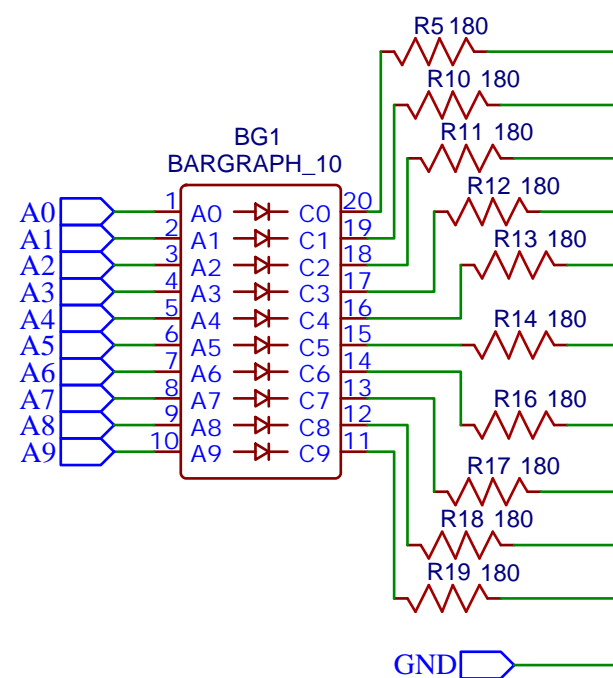 R5 180
R10 180
R11 180
R12 180
R13 180
R14 180
R16 180
R17 180
R18 180
R19 180
BG1
BARGRAPH_10
A0 1 A0 C0 20
A1 2 A1 C1 19
A2 3 A2 C2 18
A3 4 A3 C3 17
A4 5 A4 C4 16
A5 6 A5 C5 15
A6 7 A6 C6 14
A7 8 A7 C7 13
A8 9 A8 C8 12
A9 10 A9 C9 11
GND